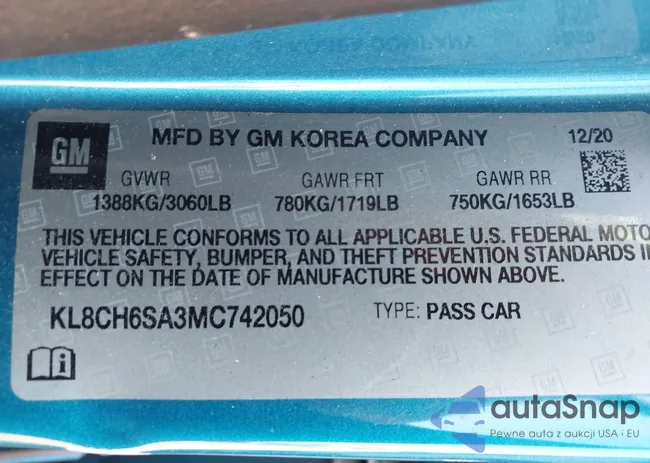 GM
MFD BY GM KOREA COMPANY
12/20
GVWR
GAWR FRT
GAWR RR
1388KG/3060LB
780KG/1719LB
750KG/1653LB
THIS VEHICLE CONFORMS TO ALL APPLICABLE U.S. FEDERAL MOTO
VEHICLE SAFETY, BUMPER, AND THEFT PREVENTION STANDARDS I
EFFECT ON THE DATE OF MANUFACTURE SHOWN ABOVE.
KL8CH6SA3MC742050
TYPE: PASS CAR
autaSnap
Pewne auta z aukcji USA i EU